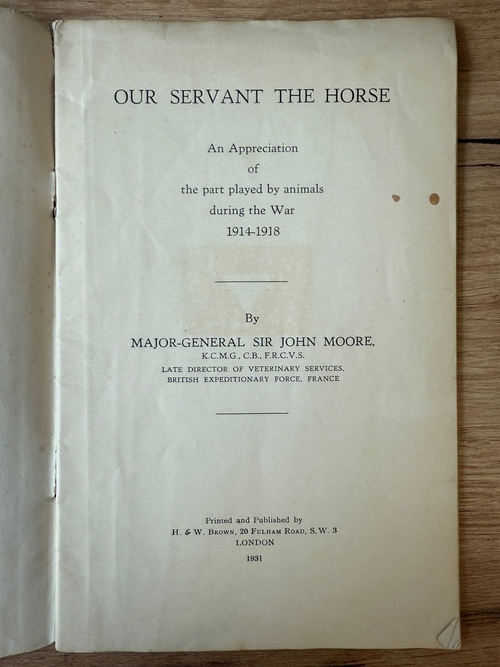 OUR SERVANT THE HORSE
An Appreciation
of
the part played by animals
during the War
1914-1918
By
MAJOR-GENERAL SIR JOHN MOORE,
K.C.M.G., C.B., F.R.C.V.S.
LATE DIRECTOR OF VETERINARY SERVICES,
BRITISH EXPEDITIONARY FORCE, FRANCE
Printed and Published by
H. & W. BROWN, 20 FULHAM ROAD, S.W. 3
LONDON
1931